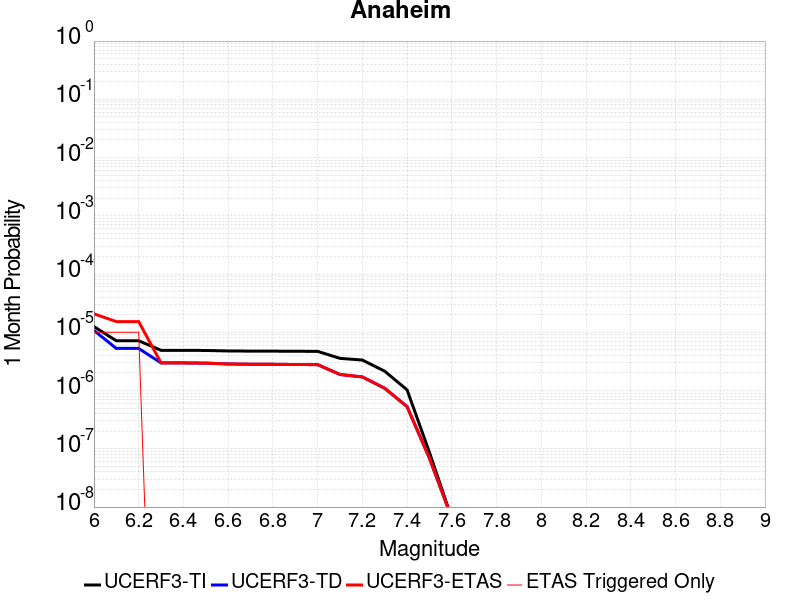 Anaheim
10^0
10^-1
10^-2
10^-3
10^-4
10^-5
10^-6
10^-7
10^-8
1 Month Probability
6 6.2 6.4 6.6 6.8 7 7.2 7.4 7.6 7.8 8 8.2 8.4 8.6 8.8 9
Magnitude
UCERF3-TI UCERF3-TD UCERF3-ETAS ETAS Triggered Only